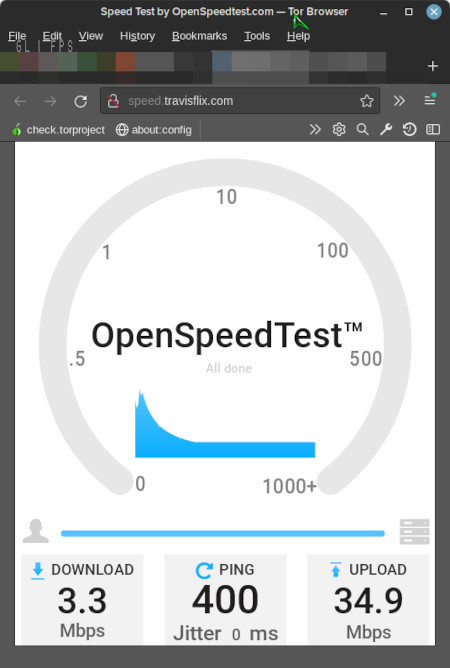 Speed Test by OpenSpeedtest.com — Tor Browser
File Edit View History Bookmarks Tools Help
GL | FPS
speed.travisflix.com
check.torproject about:config
10
1 100
OpenSpeedTest™
.5 500
All done
0 1000+
DOWNLOAD PING UPLOAD
3.3 400 34.9
Mbps Jitter 0 ms Mbps